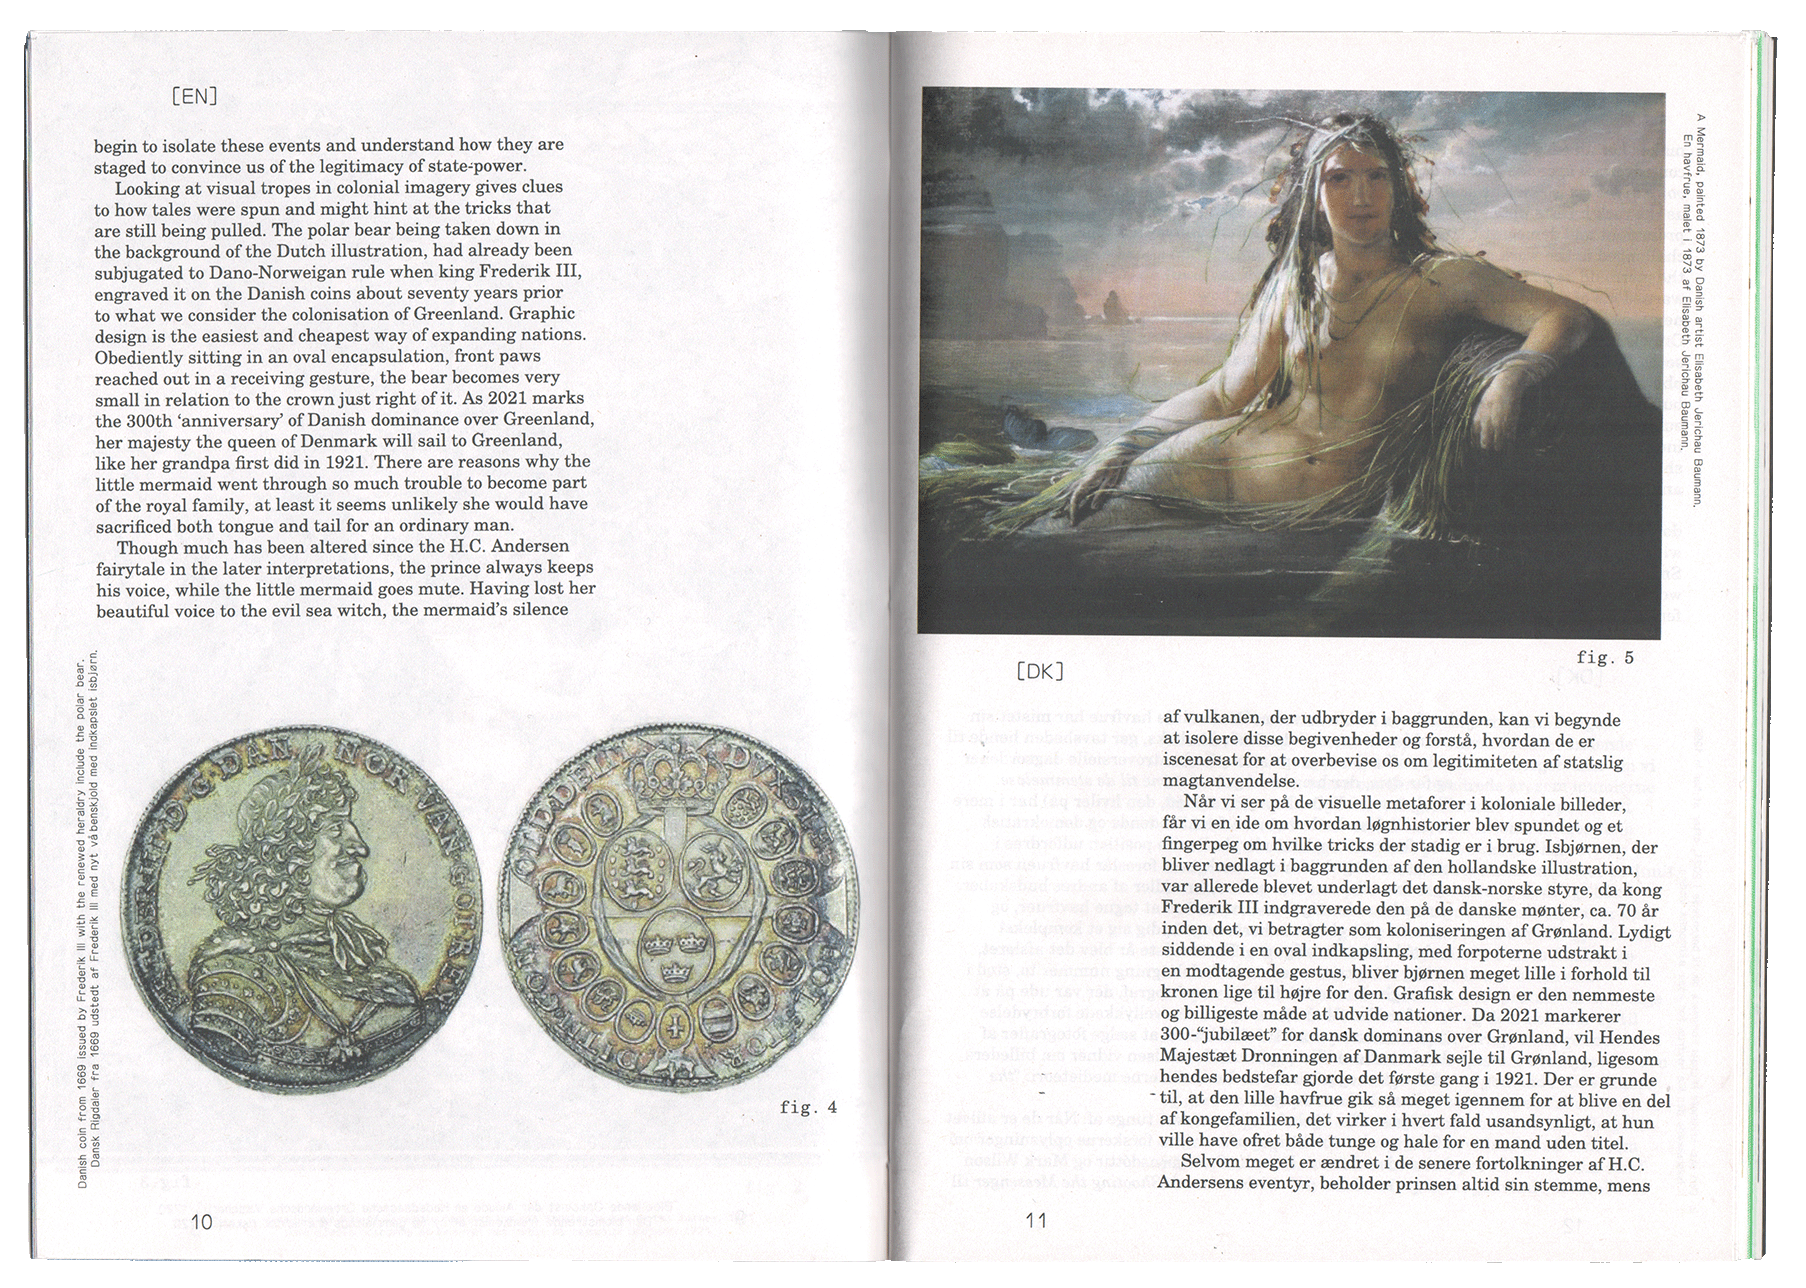 [EN]
begin to isolate these events and understand how they are
staged to convince us of the legitimacy of state-power.
Looking at visual tropes in colonial imagery gives clues
to how tales were spun and might hint at the tricks that
are still being pulled. The polar bear being taken down in
the background of the Dutch illustration, had already been
subjugated to Dano-Norweigan rule when king Frederik III,
engraved it on the Danish coins about seventy years prior
to what we consider the colonisation of Greenland. Graphic
design is the easiest and cheapest way of expanding nations.
Obediently sitting in an oval encapsulation, front paws
reached out in a receiving gesture, the bear becomes very
small in relation to the crown just right of it. As 2021 marks
the 300th ‘anniversary’ of Danish dominance over Greenland,
her majesty the queen of Denmark will sail to Greenland,
like her grandpa first did in 1921. There are reasons why the
little mermaid went through so much trouble to become part
of the royal family, at least it seems unlikely she would have
sacrificed both tongue and tail for an ordinary man.
Though much has been altered since the H.C. Andersen
fairytale in the later interpretations, the prince always keeps
his voice, while the little mermaid goes mute. Having lost her
beautiful voice to the evil sea witch, the mermaid’s silence
Danish coin from 1669 issued by Frederik III with the renewed heraldry include the polar bear.
Dansk Rigdaler fra 1669 udstedt af Frederik III med nyt våbenskjold med indkapslet isbjørn.
III·D·G·DAN NOR·VAN·GOT·REX
fig. 4
10
A Mermaid, painted 1873 by Danish artist Elisabeth Jerichau Baumann.
En havfrue, malet i 1873 af Elisabeth Jerichau Baumann.
fig. 5
[DK]
af vulkanen, der udbryder i baggrunden, kan vi begynde
at isolere disse begivenheder og forstå, hvordan de er
iscenesat for at overbevise os om legitimiteten af statslig
magtanvendelse.
Når vi ser på de visuelle metaforer i koloniale billeder,
får vi en ide om hvordan løgnhistorier blev spundet og et
fingerpeg om hvilke tricks der stadig er i brug. Isbjørnen, der
bliver nedlagt i baggrunden af den hollandske illustration,
var allerede blevet underlagt det dansk-norske styre, da kong
Frederik III indgraverede den på de danske mønter, ca. 70 år
inden det, vi betragter som koloniseringen af Grønland. Lydigt
siddende i en oval indkapsling, med forpoterne udstrakt i
en modtagende gestus, bliver bjørnen meget lille i forhold til
kronen lige til højre for den. Grafisk design er den nemmeste
og billigeste måde at udvide nationer. Da 2021 markerer
300-“jubilæet” for dansk dominans over Grønland, vil Hendes
Majestæt Dronningen af Danmark sejle til Grønland, ligesom
hendes bedstefar gjorde det første gang i 1921. Der er grunde
til, at den lille havfrue gik så meget igennem for at blive en del
af kongefamilien, det virker i hvert fald usandsynligt, at hun
ville have ofret både tunge og hale for en mand uden titel.
Selvom meget er ændret i de senere fortolkninger af H.C.
Andersens eventyr, beholder prinsen altid sin stemme, mens
11